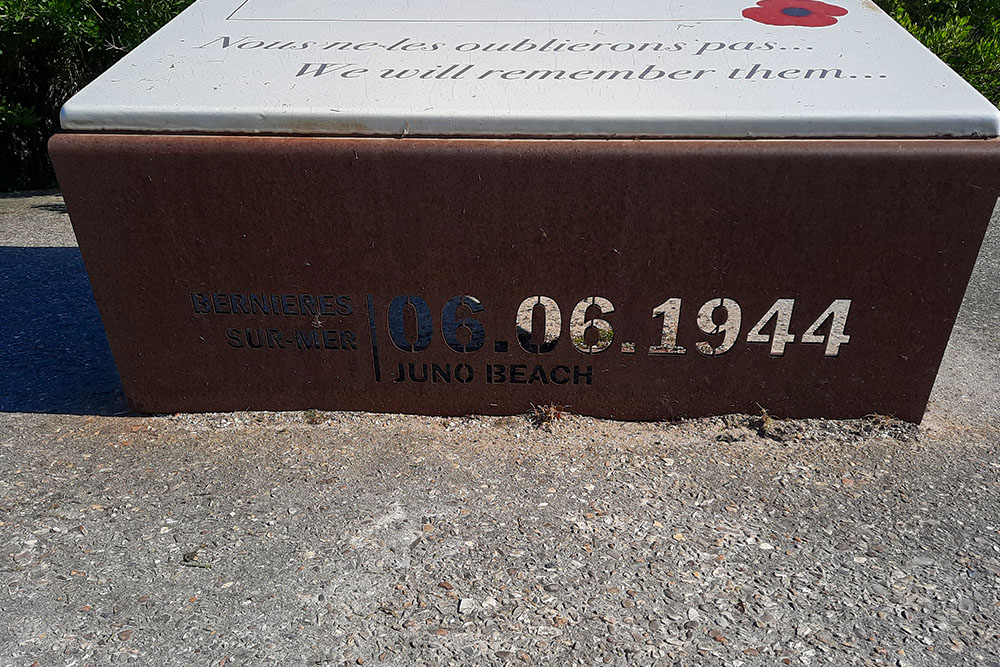 Nous ne les oublierons pas...
We will remember them...
BERNIERES
SUR-MER
06.06.1944
JUNO BEACH